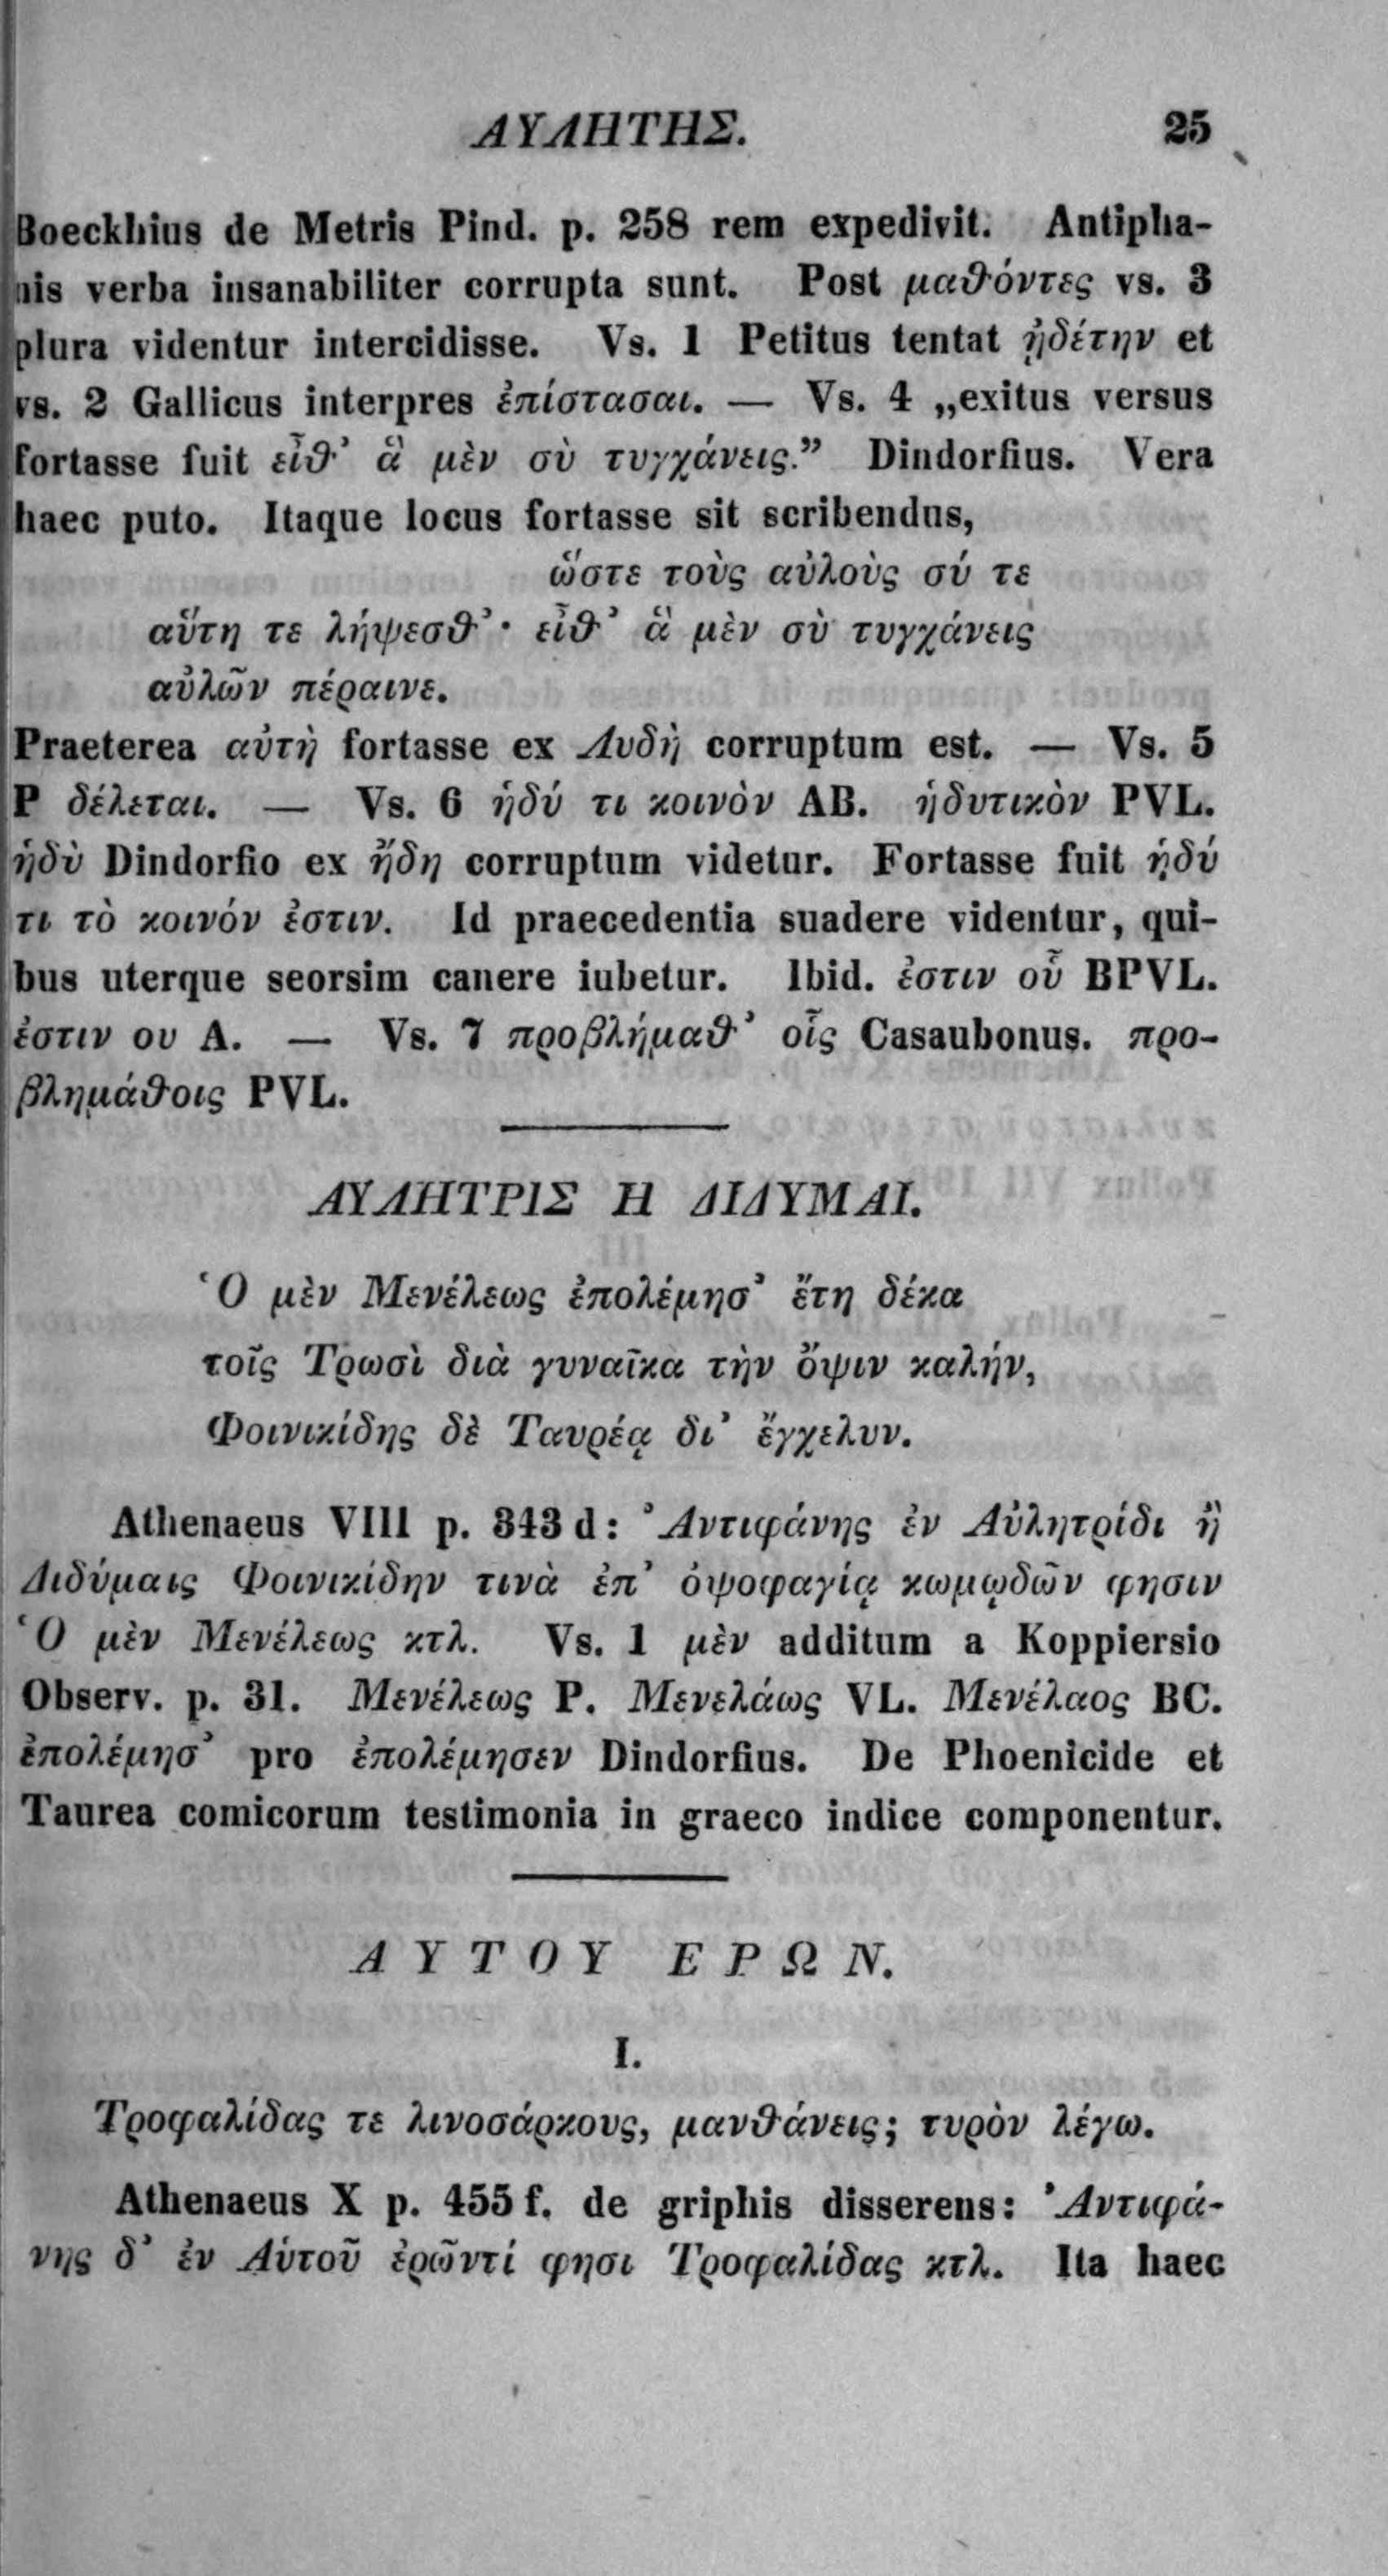 ΑΥΛΗΤΗΣ. 25
Boeckhius de Metris Pind. p. 258 rem expedivit. Antipha-
nis verba insanabiliter corrupta sunt. Post μαθόντες vs. 3
plura videntur intercidisse. Vs. 1 Petitus tentat ᾐδέτην et
vs. 2 Gallicus interpres ἐπίστασαι. — Vs. 4 „exitus versus
fortasse fuit εἶθ’ ἃ μὲν σὺ τυγχάνεις.” Dindorfius. Vera
haec puto. Itaque locus fortasse sit scribendus,
ὥστε τοὺς αὐλοὺς σύ τε
αὕτη τε λήψεσθ’· εἶθ’ ἃ μὲν σὺ τυγχάνεις
αὐλῶν πέραινε.
Praeterea αὐτὴ fortasse ex Λυδὴ corruptum est. — Vs. 5
P δέλεται. — Vs. 6 ἡδύ τι κοινὸν AB. ἡδυτικὸν PVL.
ἡδὺ Dindorfio ex ἤδη corruptum videtur. Fortasse fuit ἡδύ
τι τὸ κοινόν ἐστιν. Id praecedentia suadere videntur, qui-
bus uterque seorsim canere iubetur. Ibid. ἐστιν οὗ BPVL.
ἐστιν ου A. — Vs. 7 προβλήμαθ’ οἷς Casaubonus. προ-
βλημάθοις PVL.
ΑΥΛΗΤΡΙΣ Η ΔΙΔΥΜΑΙ.
Ὁ μὲν Μενέλεως ἐπολέμησ’ ἔτη δέκα
τοῖς Τρωσὶ διὰ γυναῖκα τὴν ὄψιν καλήν,
Φοινικίδης δὲ Ταυρέᾳ δι’ ἔγχελυν.
Athenaeus VIII p. 343 d: Ἀντιφάνης ἐν Αὐλητρίδι ἢ
Διδύμαις Φοινικίδην τινὰ ἐπ’ ὀψοφαγίᾳ κωμῳδῶν φησιν
Ὁ μὲν Μενέλεως κτλ. Vs. 1 μὲν additum a Koppiersio
Observ. p. 31. Μενέλεως P. Μενελάως VL. Μενέλαος BC.
ἐπολέμησ’ pro ἐπολέμησεν Dindorfius. De Phoenicide et
Taurea comicorum testimonia in graeco indice componentur.
ΑΥΤΟΥ ΕΡΩΝ.
I.
Τροφαλίδας τε λινοσάρκους, μανθάνεις; τυρὸν λέγω.
Athenaeus X p. 455 f. de griphis disserens: Ἀντιφά-
νης δ’ ἐν Αὑτοῦ ἐρῶντί φησι Τροφαλίδας κτλ. Ita haec